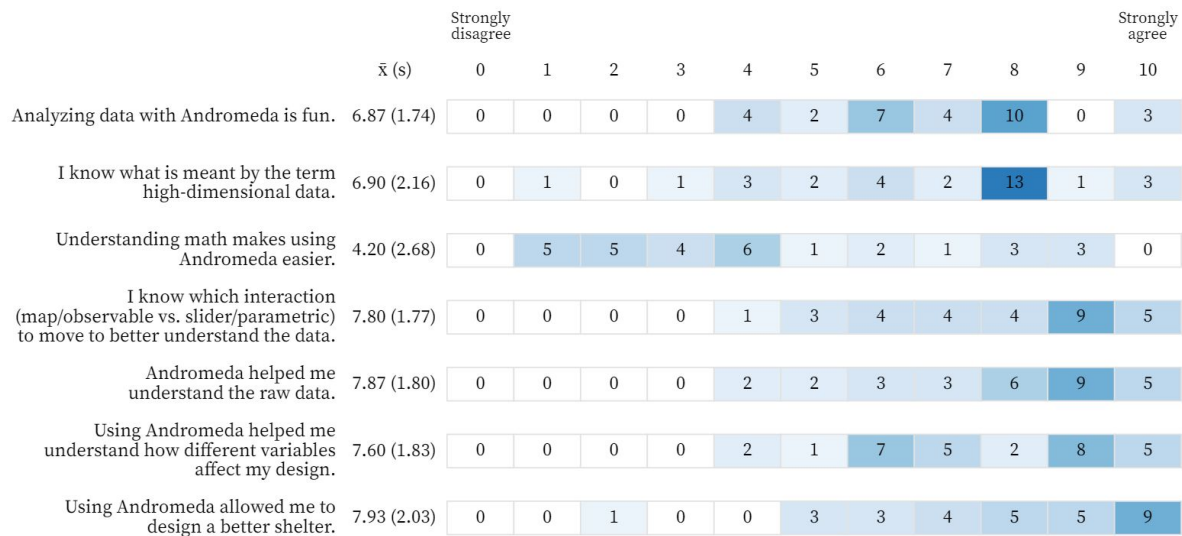 Strongly disagree
Strongly agree
x̄ (s) 0 1 2 3 4 5 6 7 8 9 10
Analyzing data with Andromeda is fun. 6.87 (1.74) 0 0 0 0 4 2 7 4 10 0 3
I know what is meant by the term
high-dimensional data. 6.90 (2.16) 0 1 0 1 3 2 4 2 13 1 3
Understanding math makes using
Andromeda easier. 4.20 (2.68) 0 5 5 4 6 1 2 1 3 3 0
I know which interaction
(map/observable vs. slider/parametric)
to move to better understand the data. 7.80 (1.77) 0 0 0 0 1 3 4 4 4 9 5
Andromeda helped me
understand the raw data. 7.87 (1.80) 0 0 0 0 2 2 3 3 6 9 5
Using Andromeda helped me
understand how different variables
affect my design. 7.60 (1.83) 0 0 0 0 2 1 7 5 2 8 5
Using Andromeda allowed me to
design a better shelter. 7.93 (2.03) 0 0 1 0 0 3 3 4 5 5 9